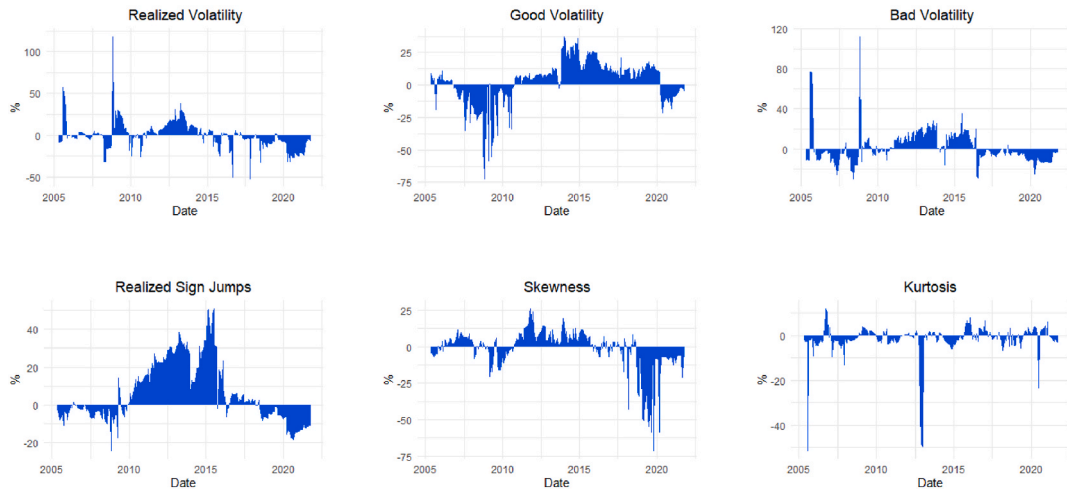 Realized Volatility
%
100
50
0
-50
2005 2010 2015 2020
Date
Good Volatility
%
25
0
-25
-50
-75
2005 2010 2015 2020
Date
Bad Volatility
%
120
80
40
0
2005 2010 2015 2020
Date
Realized Sign Jumps
%
40
20
0
-20
2005 2010 2015 2020
Date
Skewness
%
25
0
-25
-50
-75
2005 2010 2015 2020
Date
Kurtosis
%
0
-20
-40
2005 2010 2015 2020
Date